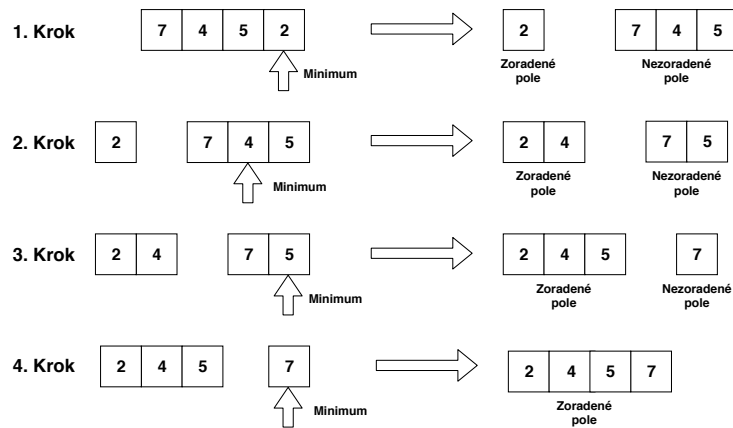 1. Krok 7 4 5 2 2 7 4 5
Minimum
Zoradené pole Nezoradené pole
2. Krok 2 7 4 5 2 4 7 5
Minimum
Zoradené pole Nezoradené pole
3. Krok 2 4 7 5 2 4 5 7
Minimum
Zoradené pole Nezoradené pole
4. Krok 2 4 5 7 2 4 5 7
Minimum
Zoradené pole